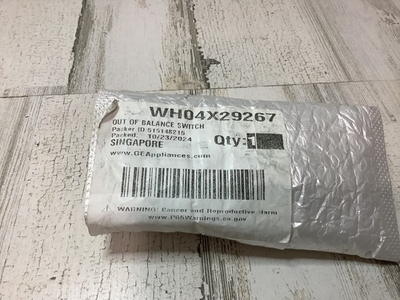 WH04X29267
OUT OF BALANCE SWITCH
Packer ID:515148215
Packed: 10/23/2024
SINGAPORE
Qty:1
www.GEAppliances.com
⚠ WARNING: Cancer and Reproductive Harm
www.P65Warnings.ca.gov